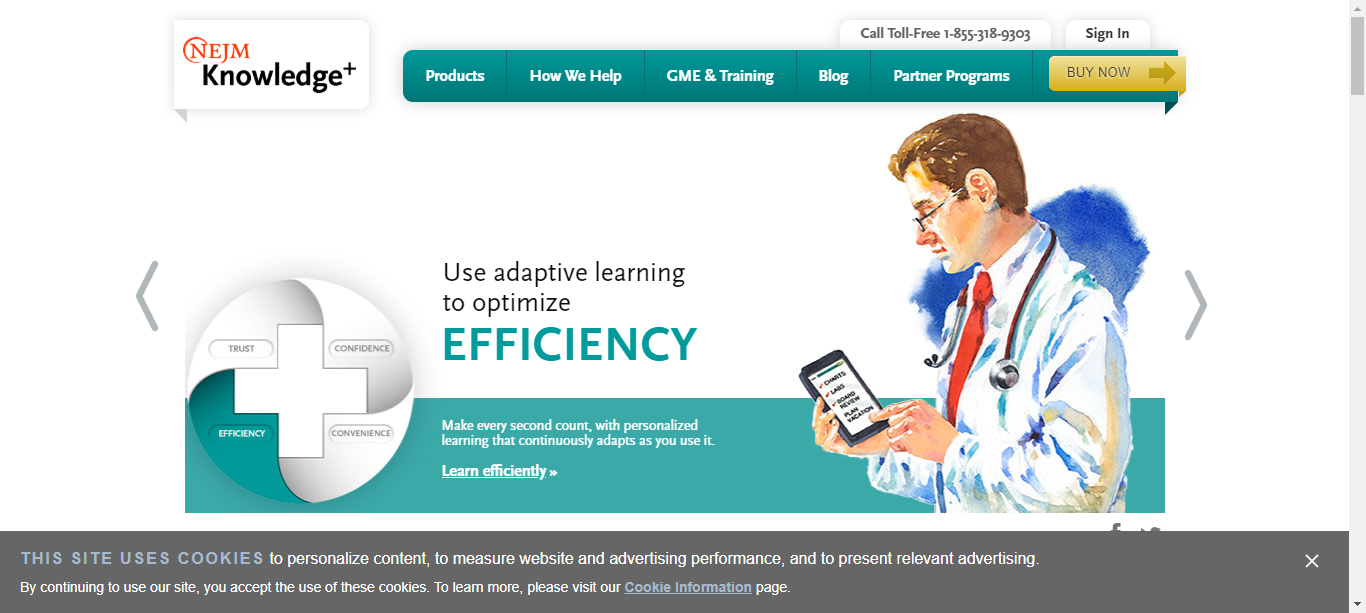 Call Toll-Free 1-855-318-9303
Sign In
NEJM
Knowledge+
Products
How We Help
GME & Training
Blog
Partner Programs
BUY NOW
Use adaptive learning
to optimize
EFFICIENCY
TRUST
CONFIDENCE
EFFICIENCY
CONVENIENCE
Make every second count, with personalized
learning that continuously adapts as you use it.
Learn efficiently »
CHARTS
LABS
BOARD
REVIEW
PLAN
VACATION
THIS SITE USES COOKIES to personalize content, to measure website and advertising performance, and to present relevant advertising.
By continuing to use our site, you accept the use of these cookies. To learn more, please visit our Cookie Information page.